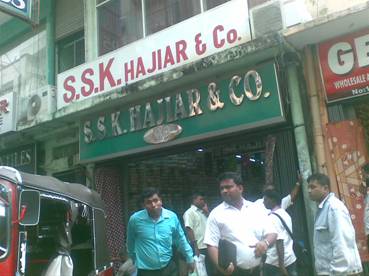 S.S.K. HAJIAR & Co.
S.S.K. HAJIAR & CO.
GE
WHOLESALE